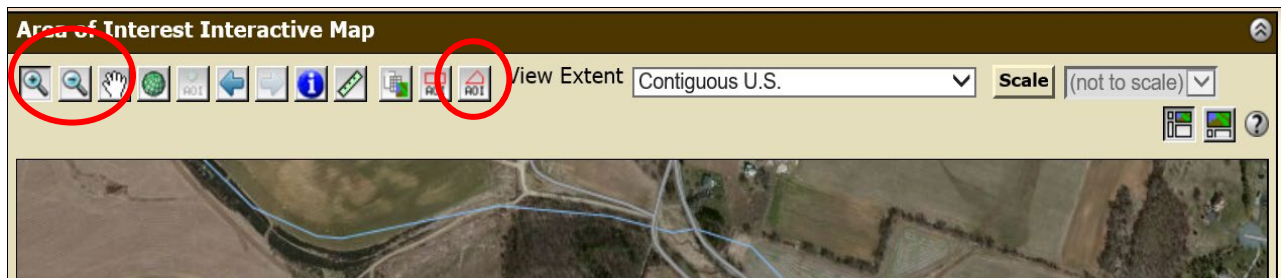 Area of Interest Interactive Map
AOI AOI AOI View Extent Contiguous U.S. Scale (not to scale)
?